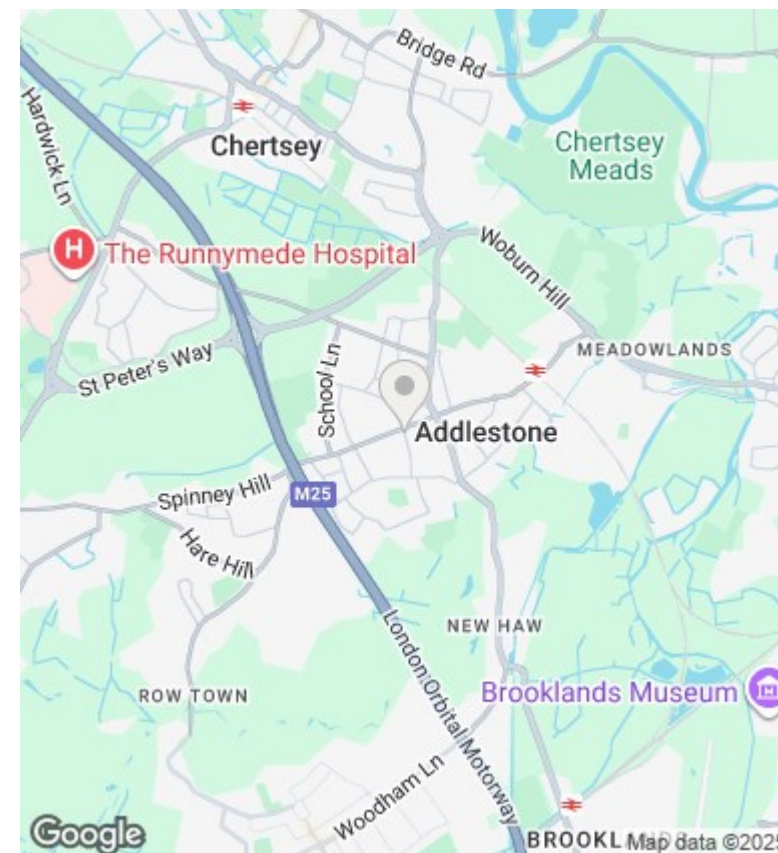 Bridge Rd
Hardwick Ln
Chertsey
Chertsey
Meads
H
The Runnymede Hospital
Woburn Hill
St Peter's Way
School Ln
MEADOWLANDS
Addlestone
Spinney Hill
M25
Hare Hill
London Orbital Motorway
NEW HAW
ROW TOWN
Brooklands Museum
Woodham Ln
Google
BROOKL
Map data ©2025